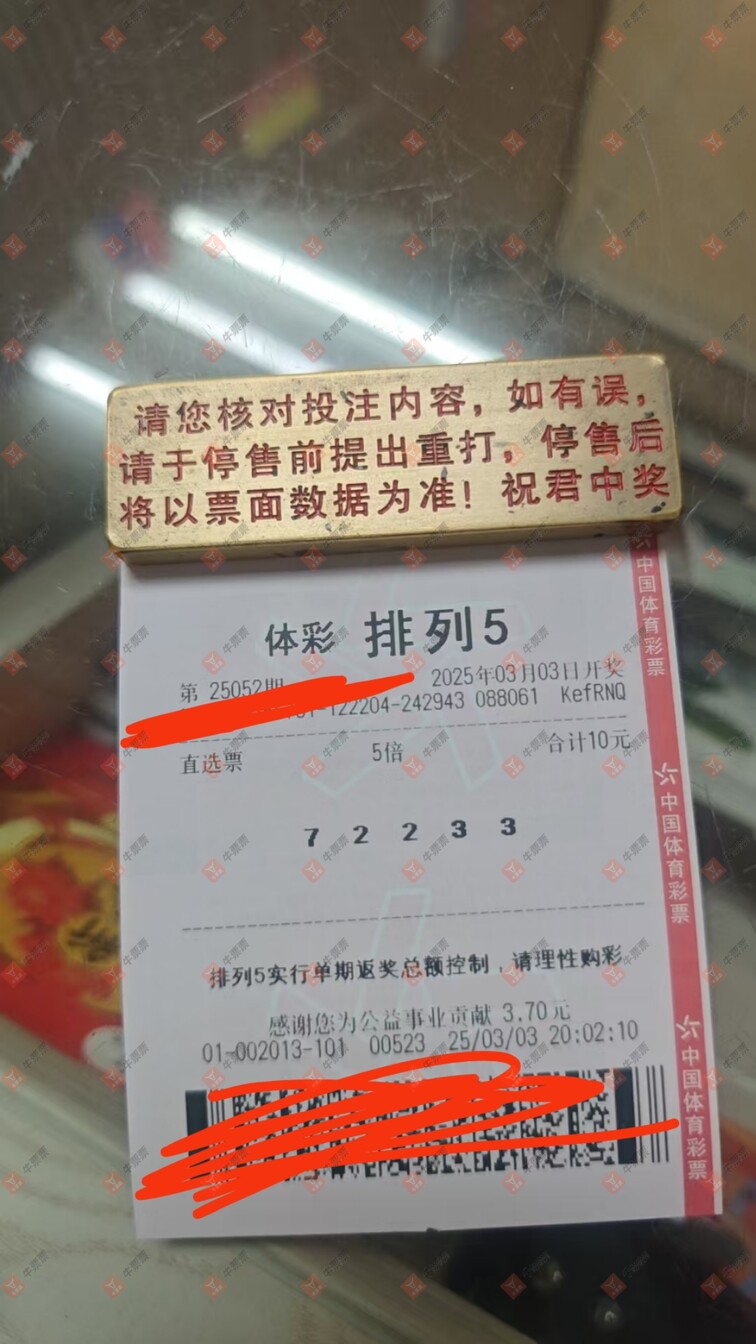 请您核对投注内容，如有误，
请于停售前提出重打，停售后
将以票面数据为准！祝君中奖
体彩 排列5
第 25052期 2025年03月03日开奖
-122204-242943 088061 KefRNQ
直选票 5倍 合计10元
7 2 2 3 3
排列5实行单期返奖总额控制，请理性购彩
感谢您为公益事业贡献 3.70元
01-002013-101 00523 25/03/03 20:02:10
中国体育彩票
中国体育彩票
中国体育彩票
牛票票